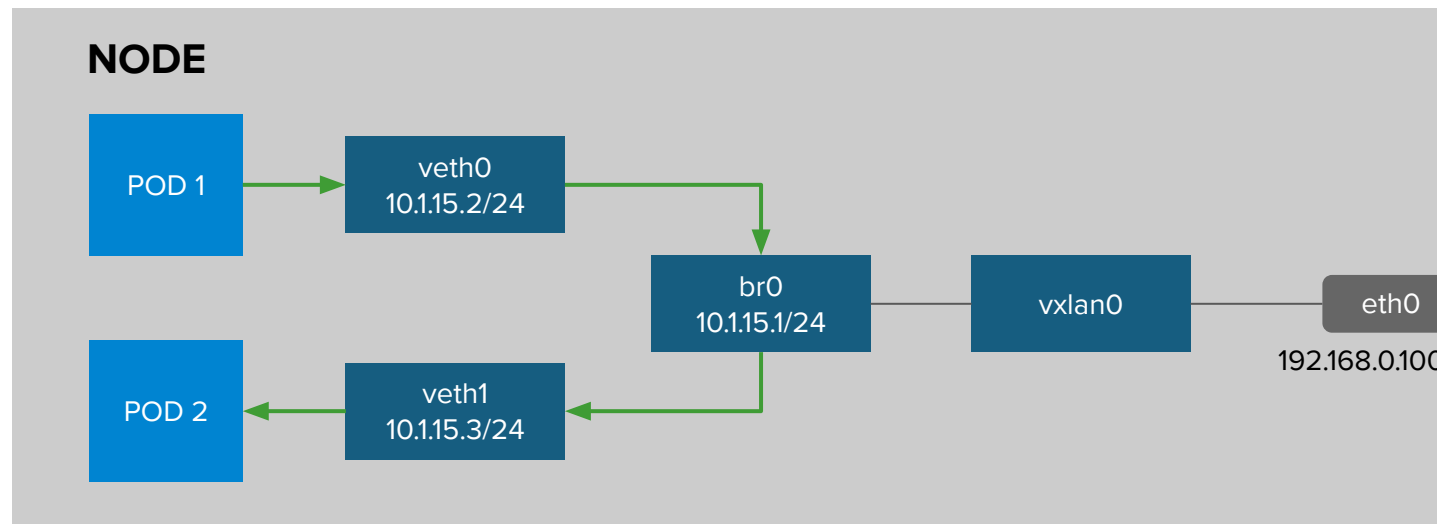 NODE
POD 1
veth0
10.1.15.2/24
br0
10.1.15.1/24
vxlan0
eth0
192.168.0.100
POD 2
veth1
10.1.15.3/24